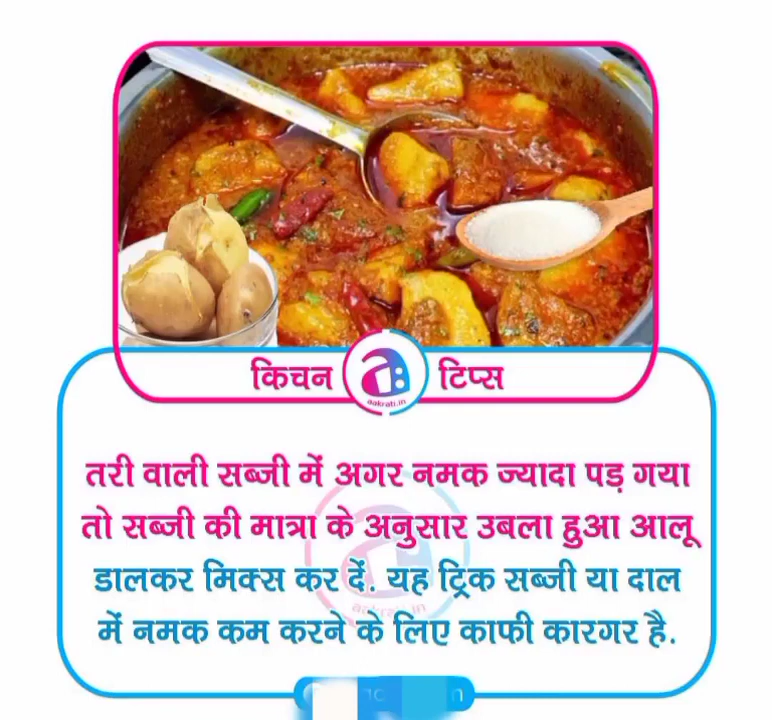 किचन
अ:
aakrati.in
टिप्स
तरी वाली सब्जी में अगर नमक ज्यादा पड़ गया
तो सब्जी की मात्रा के अनुसार उबला हुआ आलू
डालकर मिक्स कर दें. यह ट्रिक सब्जी या दाल
में नमक कम करने के लिए काफी कारगर है.